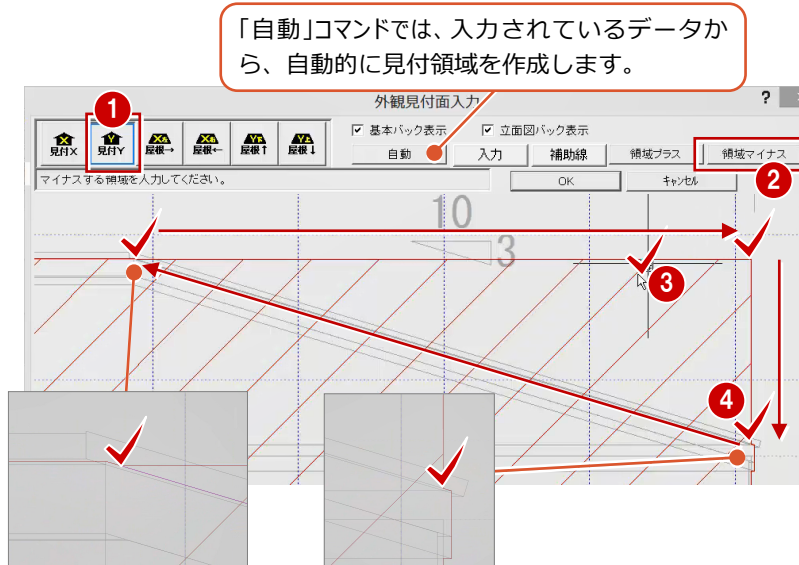 「自動」コマンドでは、入力されているデータか
ら、自動的に見付領域を作成します。
外観見付面入力
?
1
見付X
見付Y
屋根→
屋根←
屋根↑
屋根↓
基本バック表示
立面図バック表示
自動
入力
補助線
領域プラス
領域マイナス
2
マイナスする領域を入力してください。
OK
キャンセル
10
3
3
4